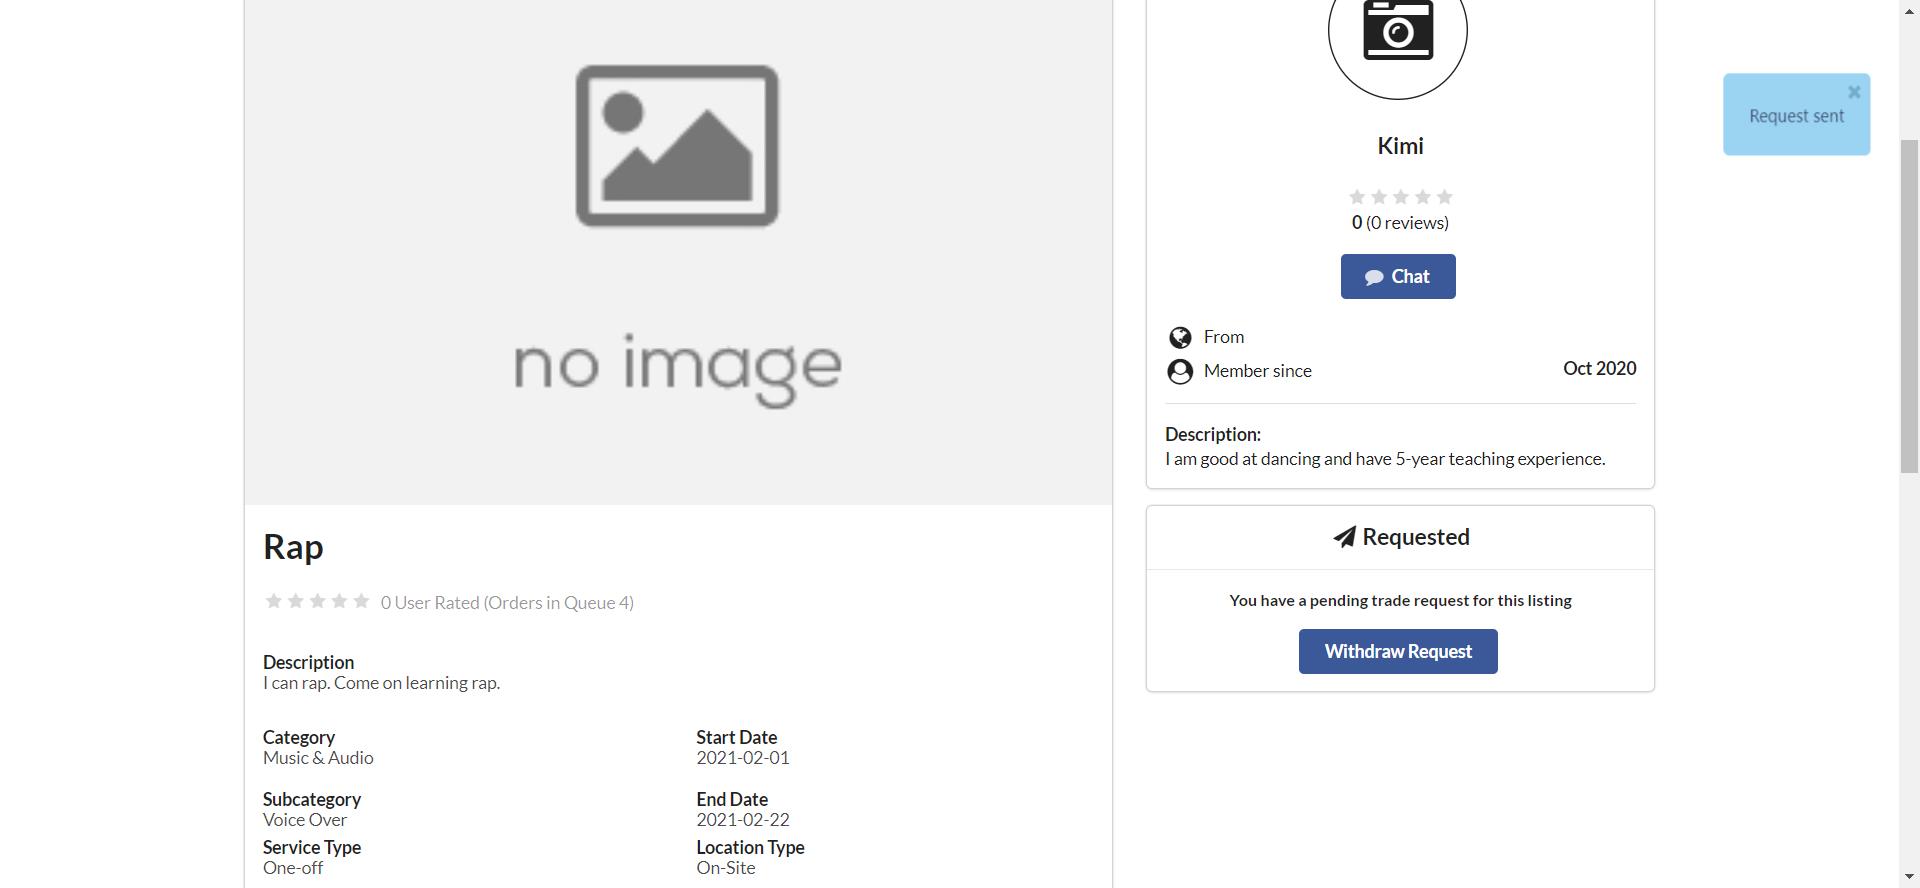 no image
Rap
0 User Rated (Orders in Queue 4)
Description
I can rap. Come on learning rap.
Category
Music & Audio
Start Date
2021-02-01
Subcategory
Voice Over
End Date
2021-02-22
Service Type
One-off
Location Type
On-Site
Kimi
0 (0 reviews)
Chat
From
Member since
Oct 2020
Description:
I am good at dancing and have 5-year teaching experience.
Requested
You have a pending trade request for this listing
Withdraw Request
Request sent